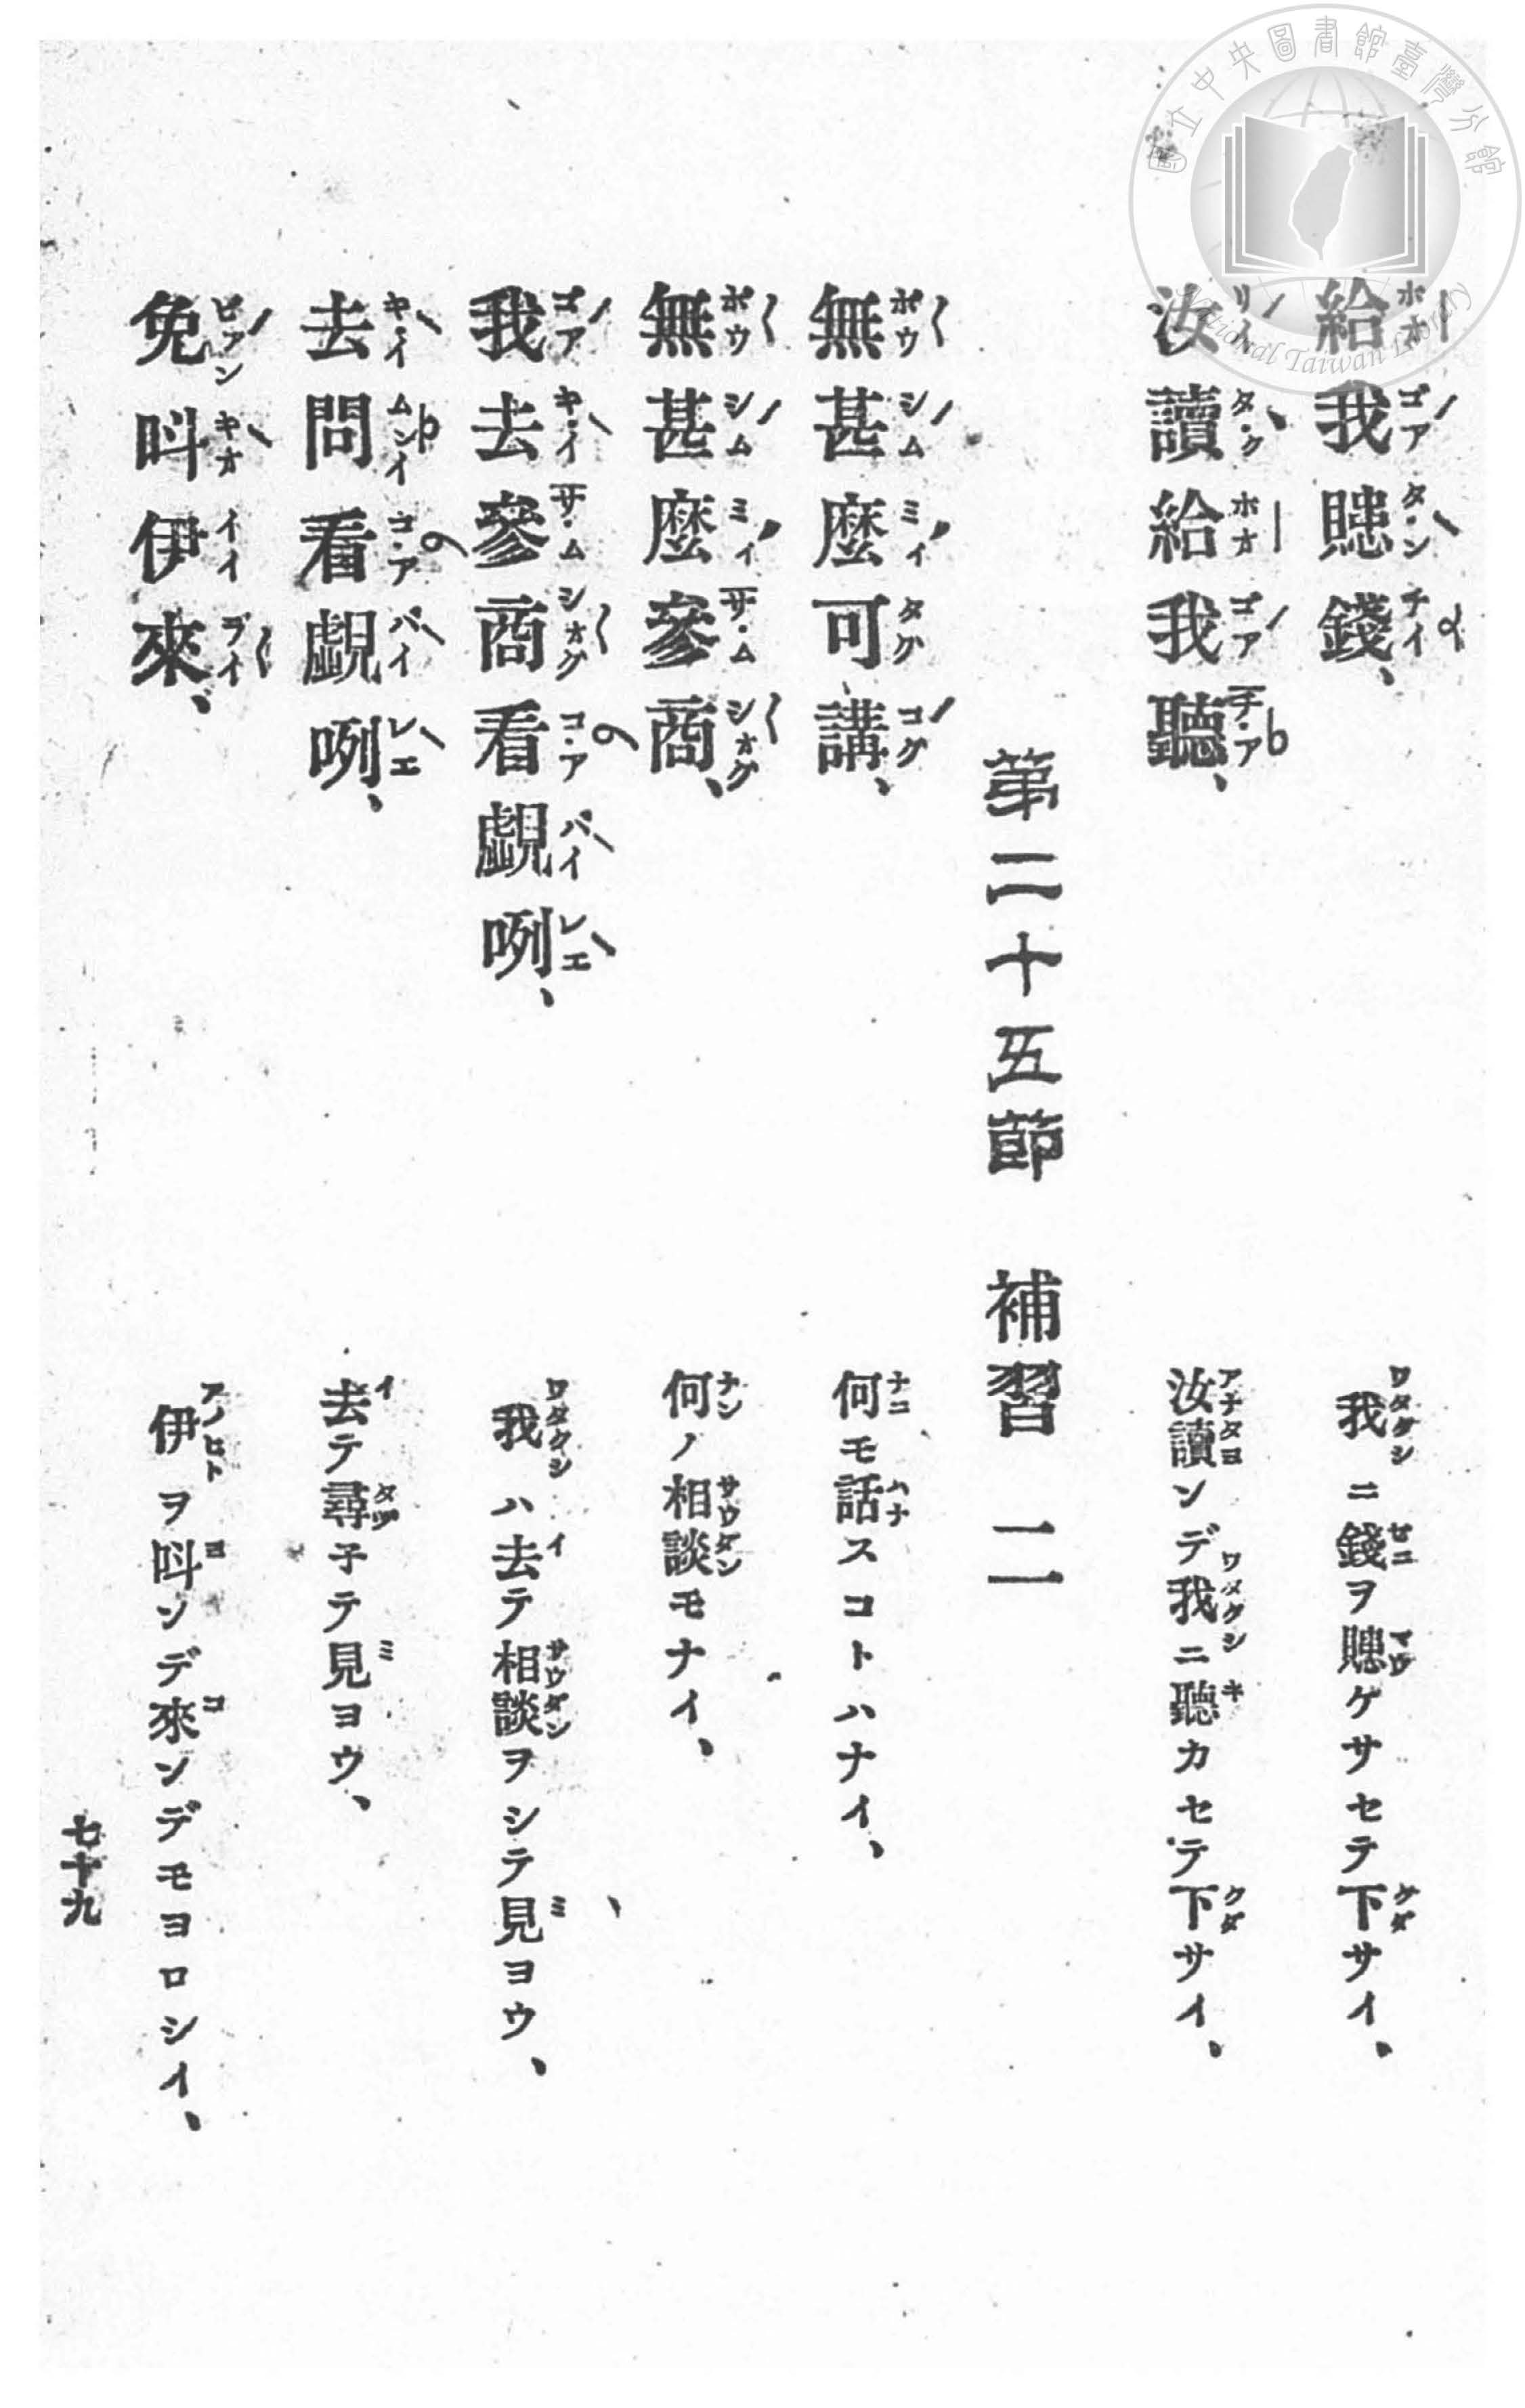 給我賜錢、
我ニ錢ヲ賜ケサセテ下サイ、
汝讀給我聽、
汝讀ンデ我ニ聽カセテ下サイ、
第二十五節 補習 二
無甚麼可講、
何モ話スコトハナイ、
無甚麼參商、
何ノ相談モナイ、
我去參商看覷咧、
我ハ去テ相談ヲシテ見ヨウ、
去問看覷咧、
去テ尋子テ見ヨウ、
免呌伊來、
伊ヲ呌ンデ來ンデモヨロシイ、
七十九
國立中央圖書館臺灣分館
National Taiwan Library